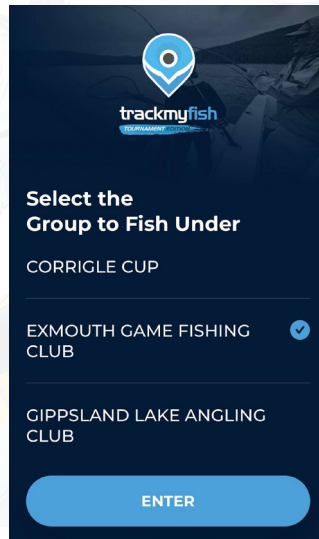 trackmyfish
TOURNAMENT EDITION
Select the
Group to Fish Under
CORRIGLE CUP
EXMOUTH GAME FISHING
CLUB
GIPPSLAND LAKE ANGLING
CLUB
ENTER